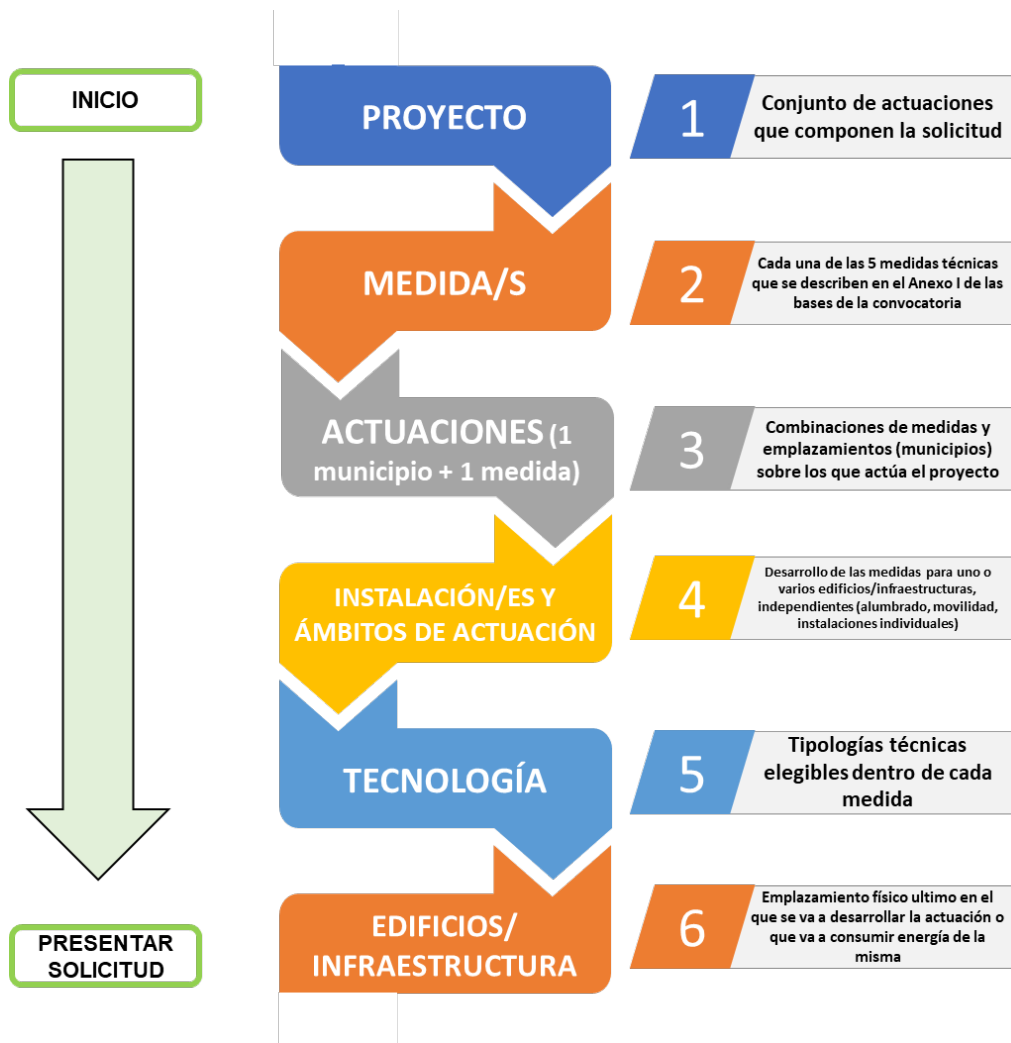 INICIO
PROYECTO
1
Conjunto de actuaciones
que componen la solicitud
MEDIDA/S
2
Cada una de las 5 medidas técnicas
que se describen en el Anexo I de las
bases de la convocatoria
ACTUACIONES (1
municipio + 1 medida)
3
Combinaciones de medidas y
emplazamientos (municipios)
sobre los que actúa el proyecto
INSTALACIÓN/ES Y
ÁMBITOS DE ACTUACIÓN
4
Desarrollo de las medidas para uno o
varios edificios/infraestructuras,
independientes (alumbrado, movilidad,
instalaciones individuales)
TECNOLOGÍA
5
Tipologías técnicas
elegibles dentro de cada
medida
PRESENTAR
SOLICITUD
EDIFICIOS/
INFRAESTRUCTURA
6
Emplazamiento físico ultimo en el
que se va a desarrollar la actuación o
que va a consumir energía de la
misma